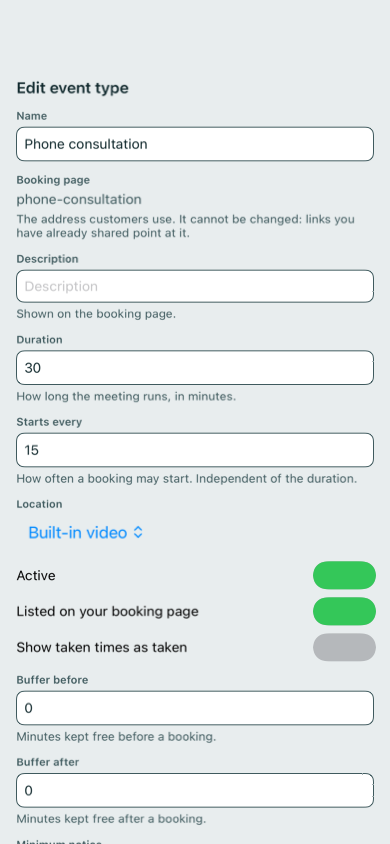 Edit event type
Name
Phone consultation
Booking page
phone-consultation
The address customers use. It cannot be changed: links you
have already shared point at it.
Description
Description
Shown on the booking page.
Duration
30
How long the meeting runs, in minutes.
Starts every
15
How often a booking may start. Independent of the duration.
Location
Built-in video
Active
Listed on your booking page
Show taken times as taken
Buffer before
0
Minutes kept free before a booking.
Buffer after
0
Minutes kept free after a booking.
Minimum notice